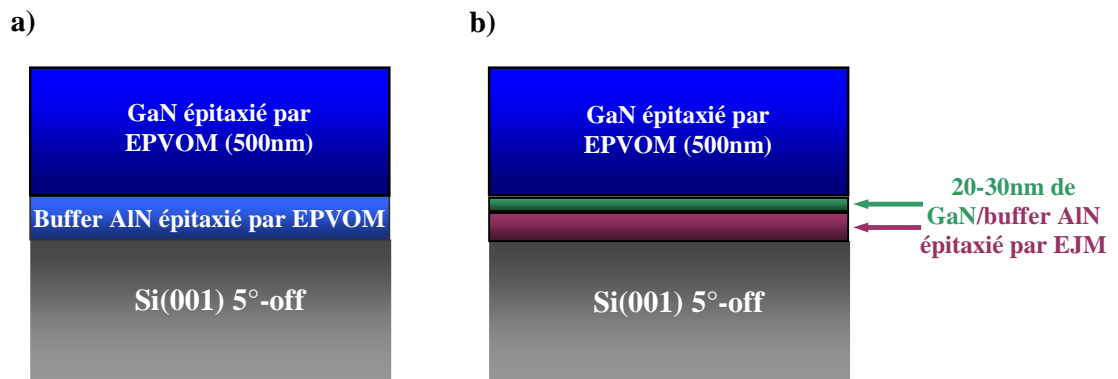 a)
GaN épitaxié par
EPVOM (500nm)
Buffer AlN épitaxié par EPVOM
Si(001) 5°-off
b)
GaN épitaxié par
EPVOM (500nm)
20-30nm de
GaN/buffer AlN
épitaxié par EJM
Si(001) 5°-off